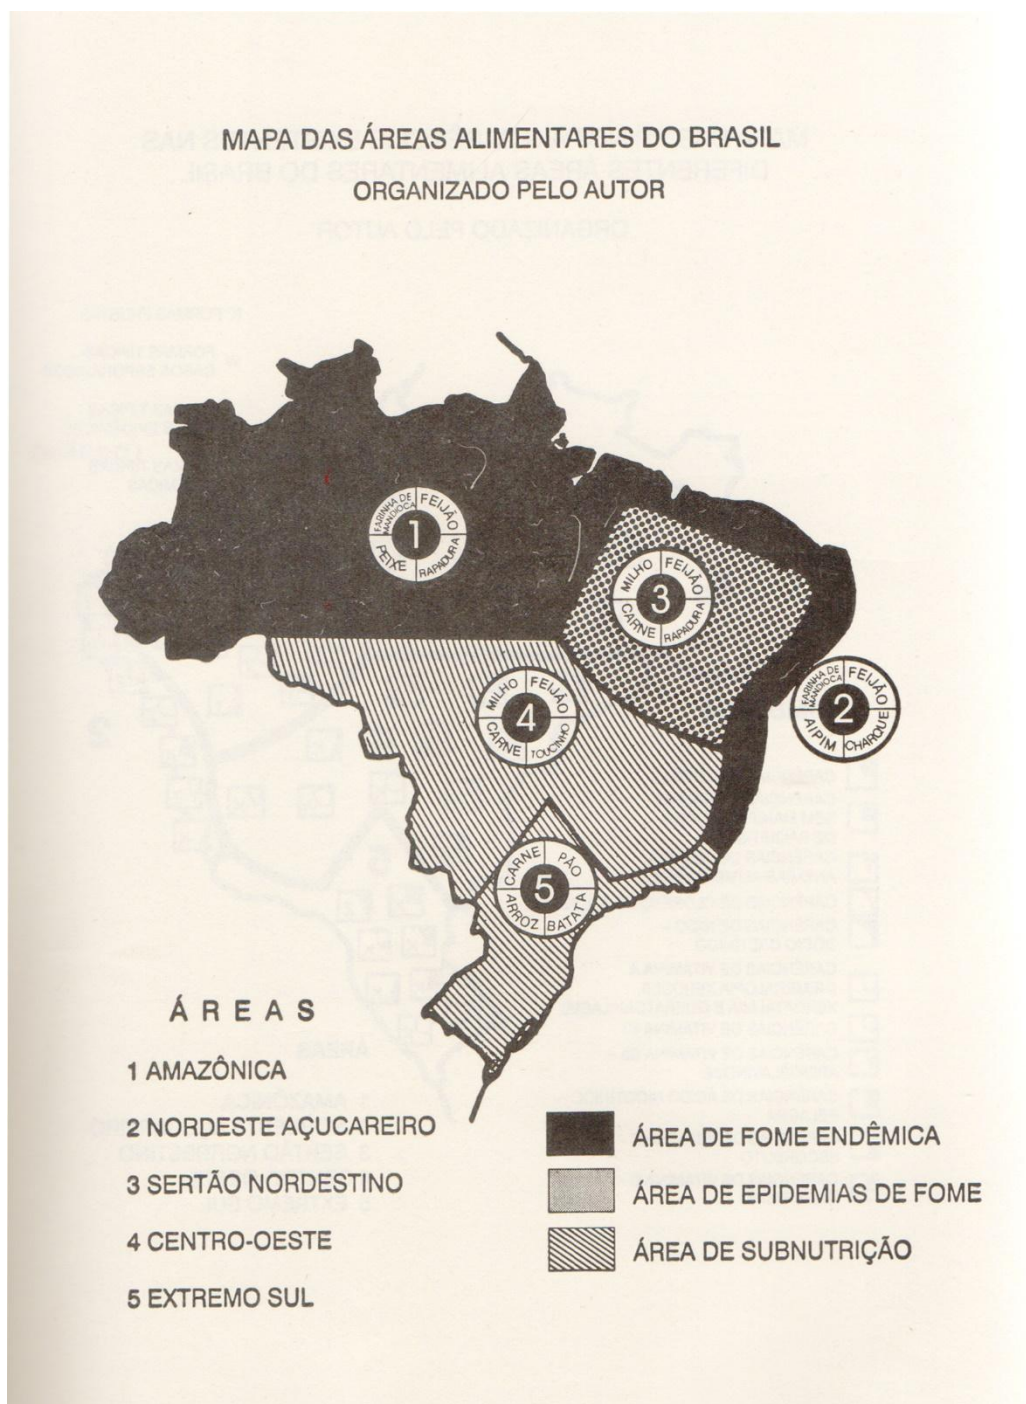 MAPA DAS ÁREAS ALIMENTARES DO BRASIL
ORGANIZADO PELO AUTOR
FARINHA DE MANDIOCA
FEIJÃO
1
PEIXE
RAPADURA
MILHO
FEIJÃO
3
CARNE
RAPADURA
FARINHA DE MANDIOCA
FEIJÃO
2
AIPIM
CHARQUE
MILHO
FEIJÃO
4
CARNE
TOUCINHO
CARNE
PÃO
5
ARROZ
BATATA
ÁREAS
1 AMAZÔNICA
2 NORDESTE AÇUCAREIRO
3 SERTÃO NORDESTINO
4 CENTRO-OESTE
5 EXTREMO SUL
ÁREA DE FOME ENDÊMICA
ÁREA DE EPIDEMIAS DE FOME
ÁREA DE SUBNUTRIÇÃO